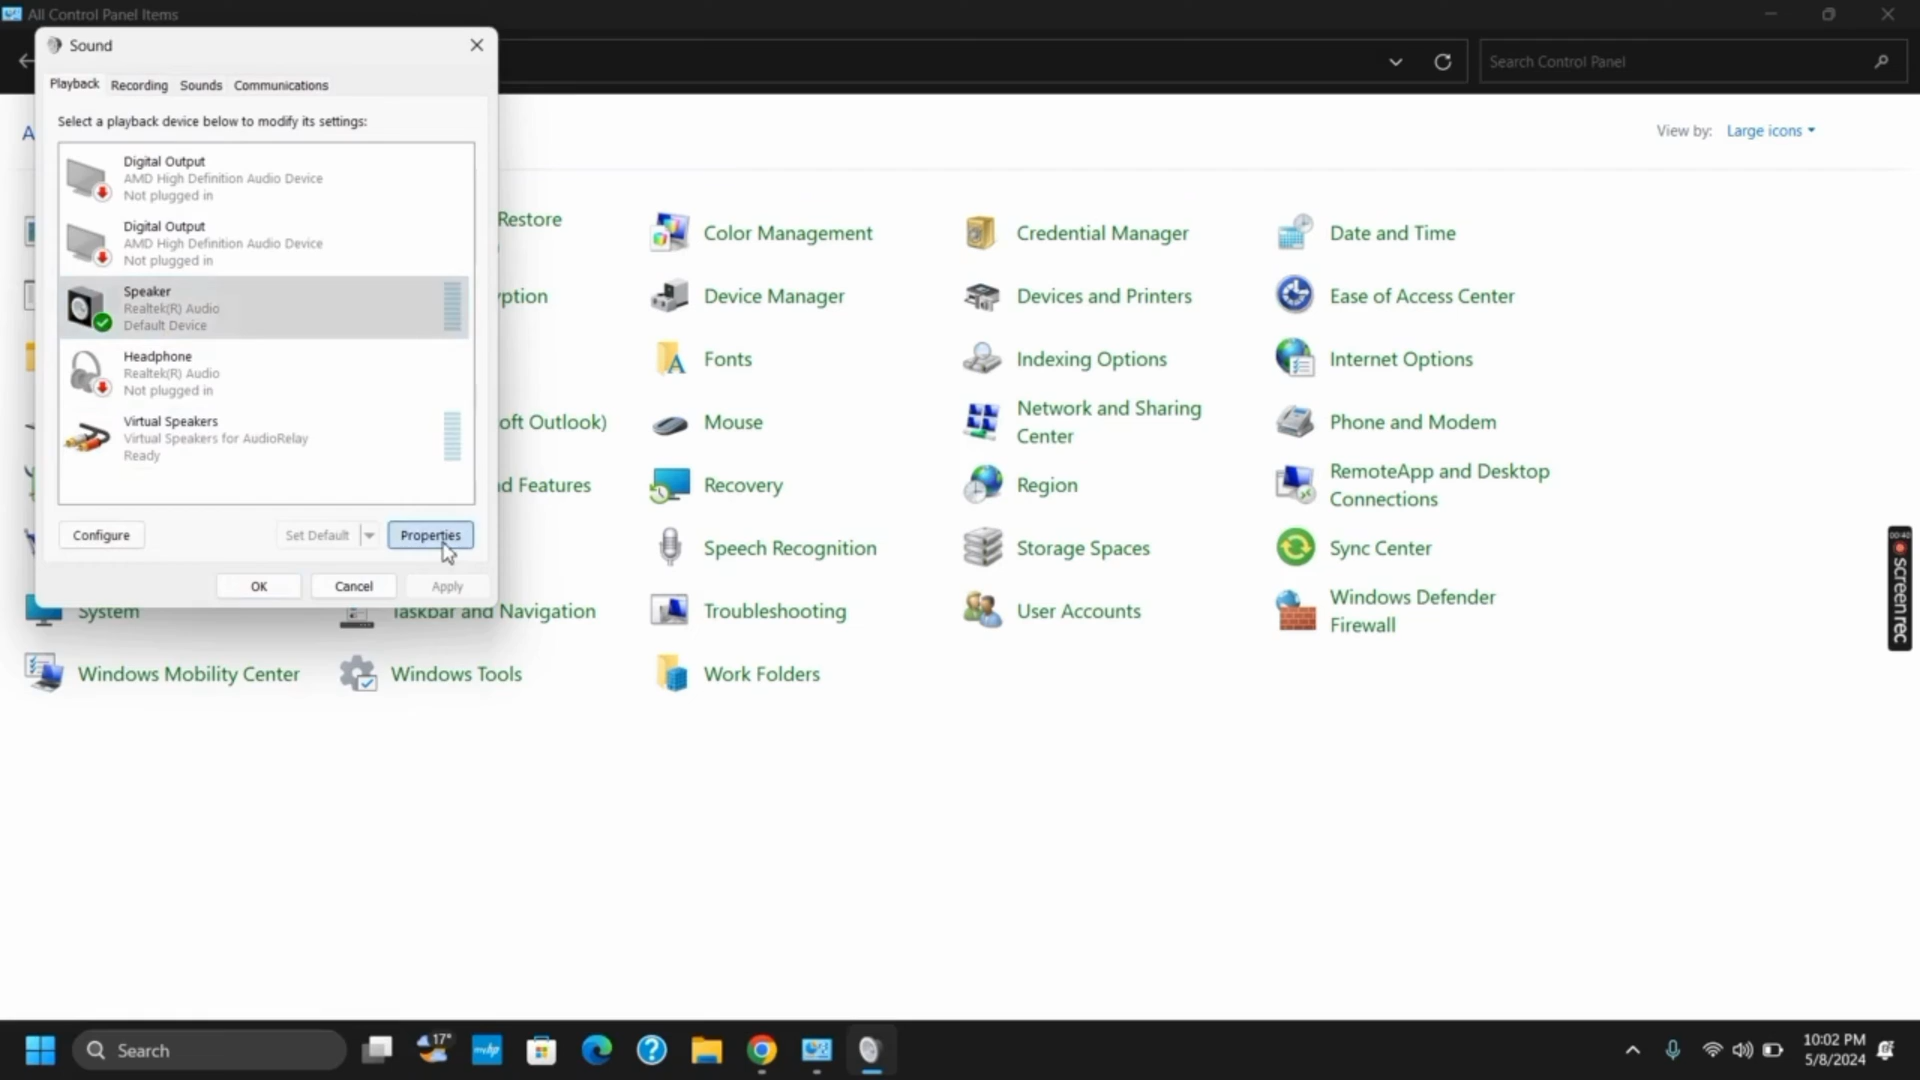 All Control Panel Items
Sound
Search Control Panel
Playback
Recording
Sounds
Communications
Select a playback device below to modify its settings:
View by:
Large icons
Digital Output
AMD High Definition Audio Device
Not plugged in
Digital Output
AMD High Definition Audio Device
Not plugged in
Speaker
Realtek(R) Audio
Default Device
Headphone
Realtek(R) Audio
Not plugged in
Virtual Speakers
Virtual Speakers for AudioRelay
Ready
Configure
Set Default
Properties
OK
Cancel
Apply
A
Restore
Color Management
Credential Manager
Date and Time
yption
Device Manager
Devices and Printers
Ease of Access Center
Fonts
Indexing Options
Internet Options
oft Outlook)
Mouse
Network and Sharing
Center
Phone and Modem
d Features
Recovery
Region
RemoteApp and Desktop
Connections
Speech Recognition
Storage Spaces
Sync Center
System
Taskbar and Navigation
Troubleshooting
User Accounts
Windows Defender
Firewall
Windows Mobility Center
Windows Tools
Work Folders
00:40
screenrec
Search
17°
myhp
10:02 PM
5/8/2024